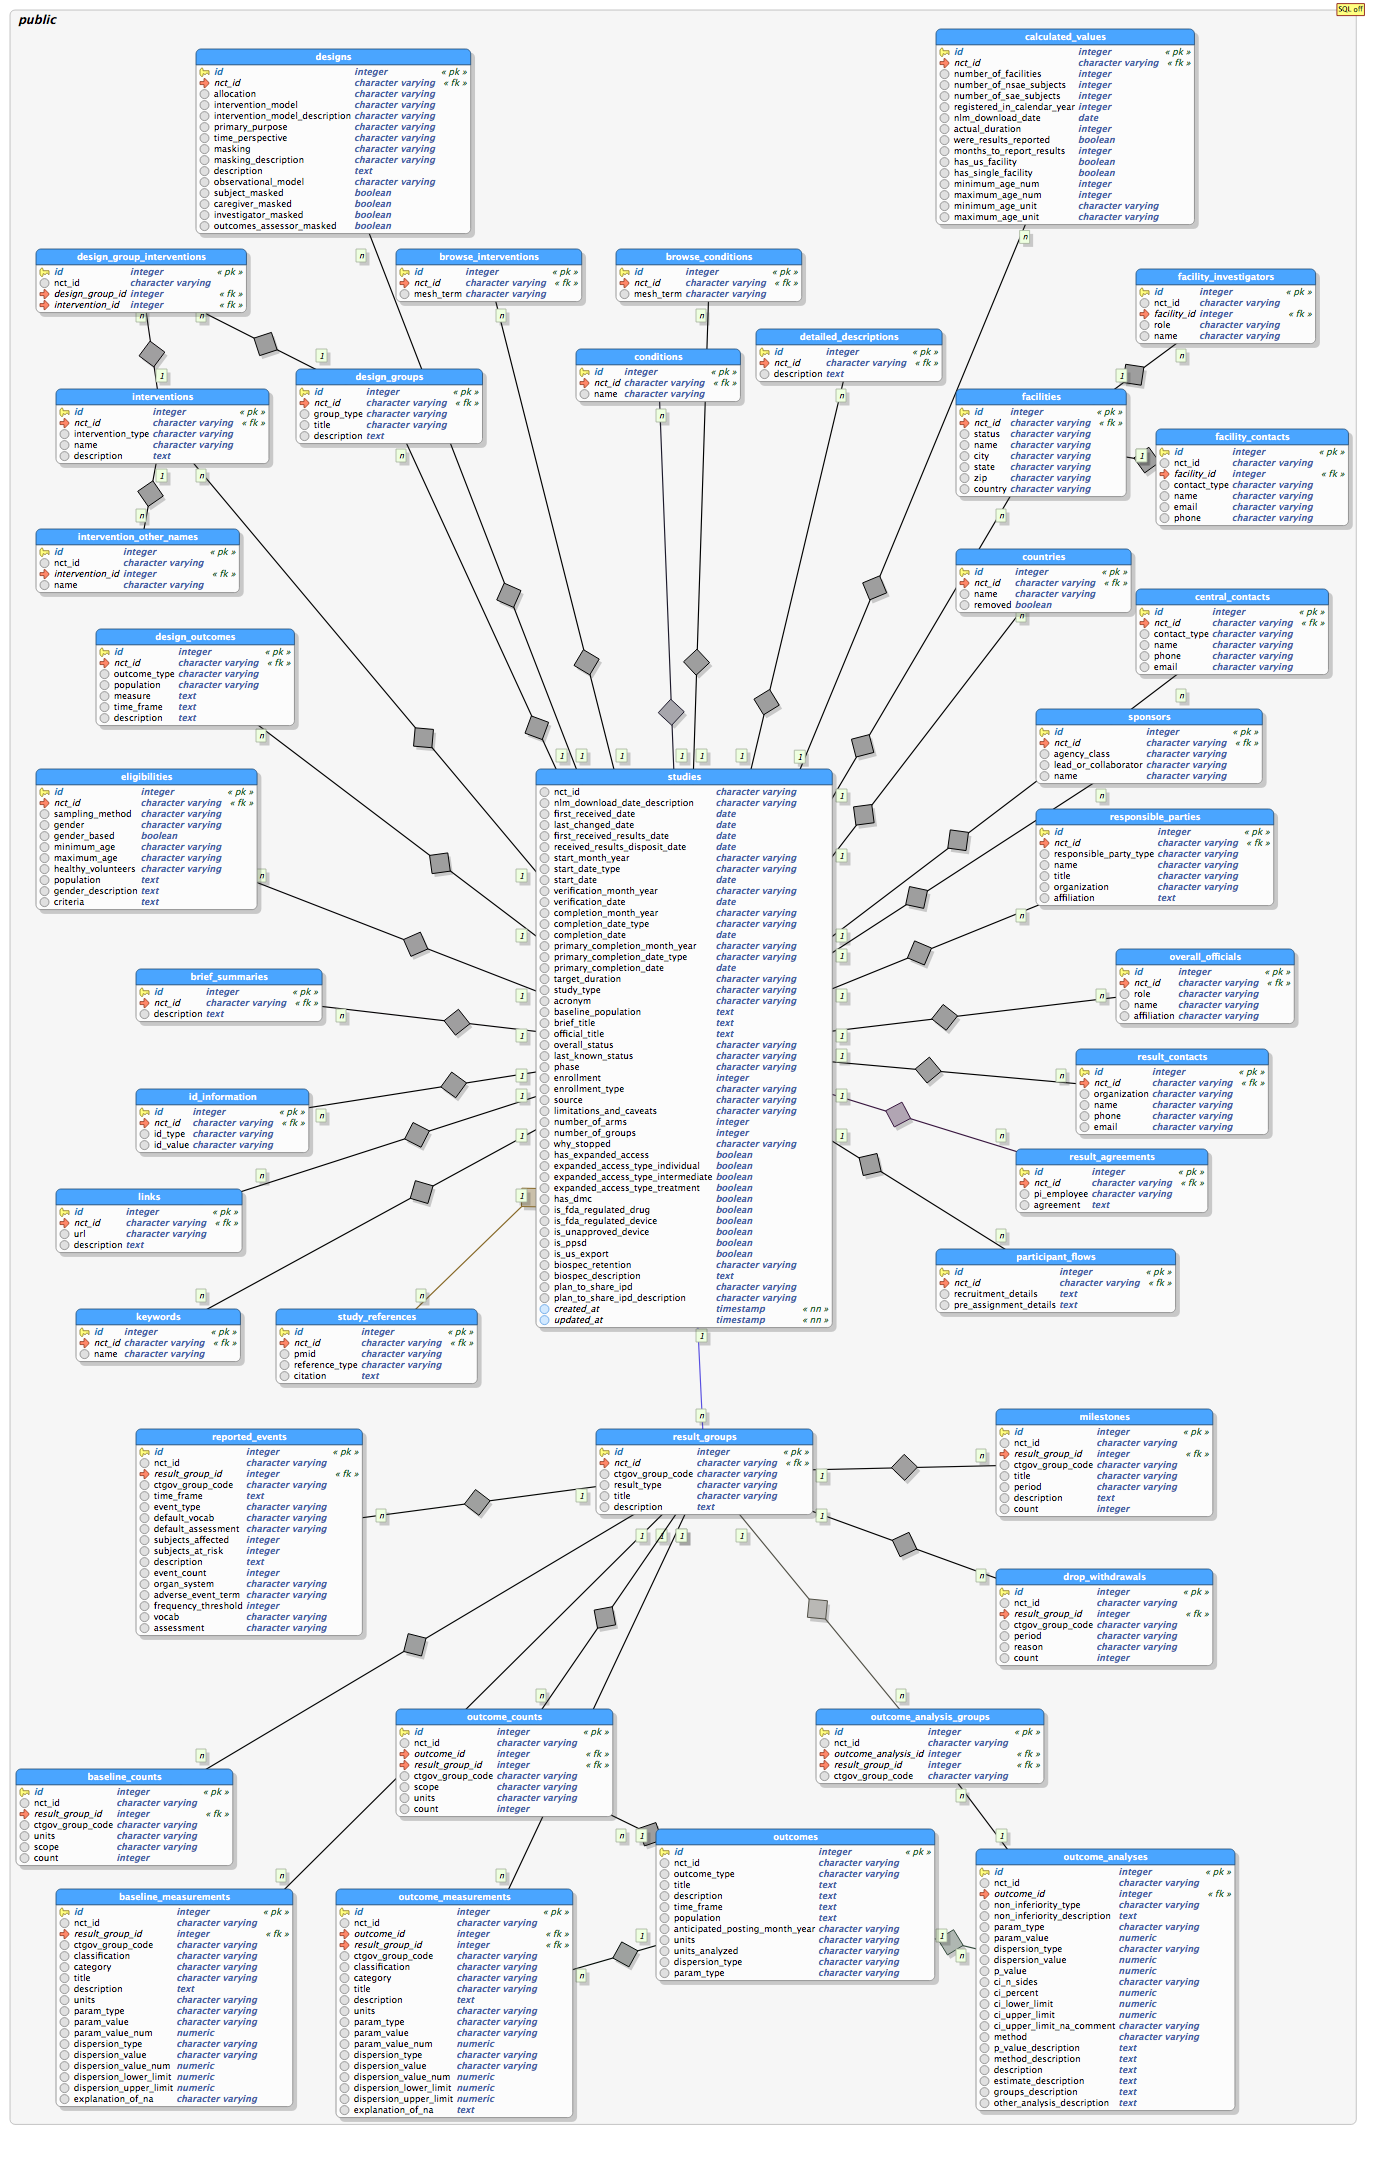 SQL off
public
designs
id integer « pk »
nct_id character varying « fk »
allocation character varying
intervention_model character varying
intervention_model_description character varying
primary_purpose character varying
time_perspective character varying
masking character varying
masking_description character varying
description text
observational_model character varying
subject_masked boolean
caregiver_masked boolean
investigator_masked boolean
outcomes_assessor_masked boolean
calculated_values
id integer « pk »
nct_id character varying « fk »
number_of_facilities integer
number_of_nsae_subjects integer
number_of_sae_subjects integer
registered_in_calendar_year integer
nlm_download_date date
actual_duration integer
were_results_reported boolean
months_to_report_results integer
has_us_facility boolean
has_single_facility boolean
minimum_age_num integer
maximum_age_num integer
minimum_age_unit character varying
maximum_age_unit character varying
design_group_interventions
id integer « pk »
nct_id character varying
design_group_id integer « fk »
intervention_id integer « fk »
browse_interventions
id integer « pk »
nct_id character varying « fk »
mesh_term character varying
browse_conditions
id integer « pk »
nct_id character varying « fk »
mesh_term character varying
facility_investigators
id integer « pk »
nct_id character varying
facility_id integer « fk »
role character varying
name character varying
detailed_descriptions
id integer « pk »
nct_id character varying « fk »
description text
conditions
id integer « pk »
nct_id character varying « fk »
name character varying
design_groups
id integer « pk »
nct_id character varying « fk »
group_type character varying
title character varying
description text
interventions
id integer « pk »
nct_id character varying « fk »
intervention_type character varying
name character varying
description text
facilities
id integer « pk »
nct_id character varying « fk »
status character varying
name character varying
city character varying
state character varying
zip character varying
country character varying
facility_contacts
id integer « pk »
nct_id character varying
facility_id integer « fk »
contact_type character varying
name character varying
email character varying
phone character varying
intervention_other_names
id integer « pk »
nct_id character varying
intervention_id integer « fk »
name character varying
countries
id integer « pk »
nct_id character varying « fk »
name character varying
removed boolean
central_contacts
id integer « pk »
nct_id character varying « fk »
contact_type character varying
name character varying
phone character varying
email character varying
design_outcomes
id integer « pk »
nct_id character varying « fk »
outcome_type character varying
population character varying
measure text
time_frame text
description text
sponsors
id integer « pk »
nct_id character varying « fk »
agency_class character varying
lead_or_collaborator character varying
name character varying
eligibilities
id integer « pk »
nct_id character varying « fk »
sampling_method character varying
gender character varying
gender_based boolean
minimum_age character varying
maximum_age character varying
healthy_volunteers character varying
population text
gender_description text
criteria text
studies
nct_id character varying
nlm_download_date_description character varying
first_received_date date
last_changed_date date
first_received_results_date date
received_results_disposit_date date
start_month_year character varying
start_date_type character varying
start_date date
verification_month_year character varying
verification_date date
completion_month_year character varying
completion_date_type character varying
completion_date date
primary_completion_month_year character varying
primary_completion_date_type character varying
primary_completion_date date
target_duration character varying
study_type character varying
acronym character varying
baseline_population text
brief_title text
official_title text
overall_status character varying
last_known_status character varying
phase character varying
enrollment integer
enrollment_type character varying
source character varying
limitations_and_caveats character varying
number_of_arms integer
number_of_groups integer
why_stopped character varying
has_expanded_access boolean
expanded_access_type_individual boolean
expanded_access_type_intermediate boolean
expanded_access_type_treatment boolean
has_dmc boolean
is_fda_regulated_drug boolean
is_fda_regulated_device boolean
is_unapproved_device boolean
is_ppsd boolean
is_us_export boolean
biospec_retention character varying
biospec_description text
plan_to_share_ipd character varying
plan_to_share_ipd_description character varying
created_at timestamp « nn »
updated_at timestamp « nn »
responsible_parties
id integer « pk »
nct_id character varying « fk »
responsible_party_type character varying
name character varying
title character varying
organization character varying
affiliation text
brief_summaries
id integer « pk »
nct_id character varying « fk »
description text
overall_officials
id integer « pk »
nct_id character varying « fk »
role character varying
name character varying
affiliation character varying
id_information
id integer « pk »
nct_id character varying « fk »
id_type character varying
id_value character varying
result_contacts
id integer « pk »
nct_id character varying « fk »
organization character varying
name character varying
phone character varying
email character varying
links
id integer « pk »
nct_id character varying « fk »
url character varying
description text
result_agreements
id integer « pk »
nct_id character varying « fk »
pi_employee character varying
agreement text
participant_flows
id integer « pk »
nct_id character varying « fk »
recruitment_details text
pre_assignment_details text
keywords
id integer « pk »
nct_id character varying « fk »
name character varying
study_references
id integer « pk »
nct_id character varying « fk »
pmid character varying
reference_type character varying
citation text
reported_events
id integer « pk »
nct_id character varying
result_group_id integer « fk »
ctgov_group_code character varying
time_frame text
event_type character varying
default_vocab character varying
default_assessment character varying
subjects_affected integer
subjects_at_risk integer
description text
event_count integer
organ_system character varying
adverse_event_term character varying
frequency_threshold integer
vocab character varying
assessment character varying
result_groups
id integer « pk »
nct_id character varying « fk »
ctgov_group_code character varying
result_type character varying
title character varying
description text
milestones
id integer « pk »
nct_id character varying
result_group_id integer « fk »
ctgov_group_code character varying
title character varying
period character varying
description text
count integer
drop_withdrawals
id integer « pk »
nct_id character varying
result_group_id integer « fk »
ctgov_group_code character varying
period character varying
reason character varying
count integer
outcome_counts
id integer « pk »
nct_id character varying
outcome_id integer « fk »
result_group_id integer « fk »
ctgov_group_code character varying
scope character varying
units character varying
count integer
outcome_analysis_groups
id integer « pk »
nct_id character varying
outcome_analysis_id integer « fk »
result_group_id integer « fk »
ctgov_group_code character varying
baseline_counts
id integer « pk »
nct_id character varying
result_group_id integer « fk »
ctgov_group_code character varying
units character varying
scope character varying
count integer
outcomes
id integer « pk »
nct_id character varying
outcome_type character varying
title text
description text
time_frame text
population text
anticipated_posting_month_year character varying
units character varying
units_analyzed character varying
dispersion_type character varying
param_type character varying
outcome_analyses
id integer « pk »
nct_id character varying
outcome_id integer « fk »
non_inferiority_type character varying
non_inferiority_description text
param_type character varying
param_value numeric
dispersion_type character varying
dispersion_value numeric
p_value numeric
ci_n_sides character varying
ci_percent numeric
ci_lower_limit numeric
ci_upper_limit numeric
ci_upper_limit_na_comment character varying
method character varying
p_value_description text
method_description text
description text
estimate_description text
groups_description text
other_analysis_description text
baseline_measurements
id integer « pk »
nct_id character varying
result_group_id integer « fk »
ctgov_group_code character varying
classification character varying
category character varying
title character varying
description text
units character varying
param_type character varying
param_value character varying
param_value_num numeric
dispersion_type character varying
dispersion_value character varying
dispersion_value_num numeric
dispersion_lower_limit numeric
dispersion_upper_limit numeric
explanation_of_na character varying
outcome_measurements
id integer « pk »
nct_id character varying
outcome_id integer « fk »
result_group_id integer « fk »
ctgov_group_code character varying
classification character varying
category character varying
title character varying
description text
units character varying
param_type character varying
param_value character varying
param_value_num numeric
dispersion_type character varying
dispersion_value character varying
dispersion_value_num numeric
dispersion_lower_limit numeric
dispersion_upper_limit numeric
explanation_of_na text